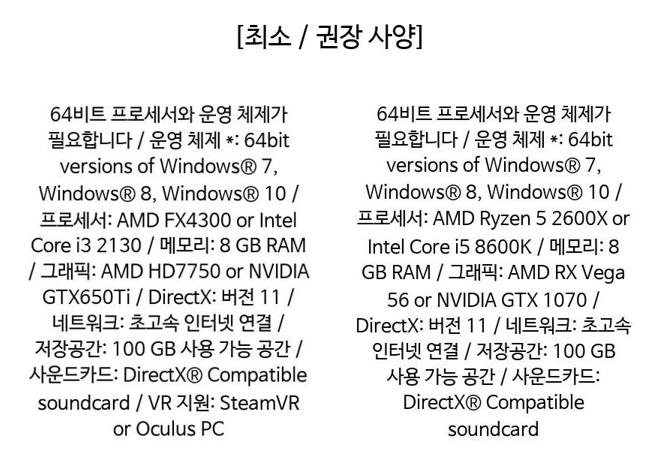 [최소 / 권장 사양]
64비트 프로세서와 운영 체제가
필요합니다 / 운영 체제 *: 64bit
versions of Windows® 7,
Windows® 8, Windows® 10 /
프로세서: AMD FX4300 or Intel
Core i3 2130 / 메모리: 8 GB RAM
/ 그래픽: AMD HD7750 or NVIDIA
GTX650Ti / DirectX: 버전 11 /
네트워크: 초고속 인터넷 연결 /
저장공간: 100 GB 사용 가능 공간 /
사운드카드: DirectX® Compatible
soundcard / VR 지원: SteamVR
or Oculus PC
64비트 프로세서와 운영 체제가
필요합니다 / 운영 체제 *: 64bit
versions of Windows® 7,
Windows® 8, Windows® 10 /
프로세서: AMD Ryzen 5 2600X or
Intel Core i5 8600K / 메모리: 8
GB RAM / 그래픽: AMD RX Vega
56 or NVIDIA GTX 1070 /
DirectX: 버전 11 / 네트워크: 초고속
인터넷 연결 / 저장공간: 100 GB
사용 가능 공간 / 사운드카드:
DirectX® Compatible
soundcard